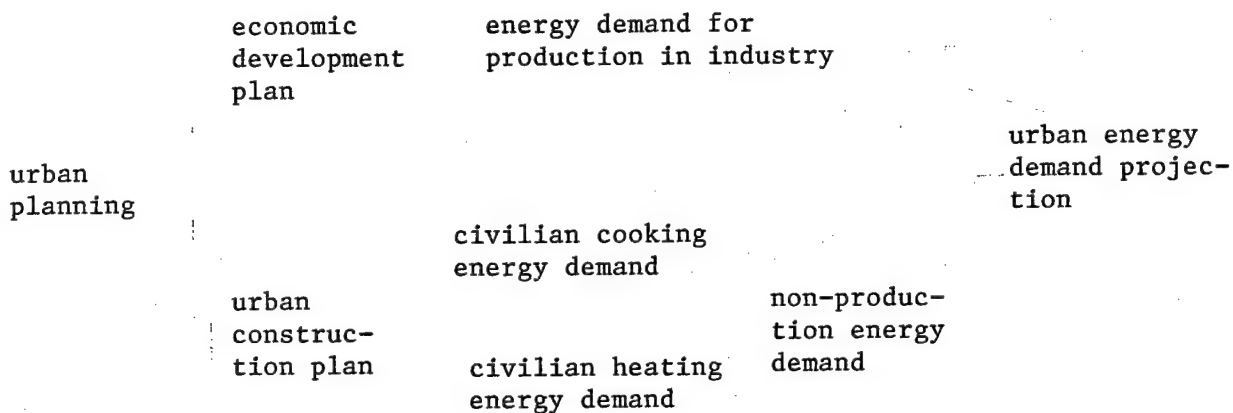 economic
development
plan
energy demand for
production in industry
urban
planning
urban energy
demand projec-
tion
civilian cooking
energy demand
urban
construc-
tion plan
civilian heating
energy demand
non-produc-
tion energy
demand